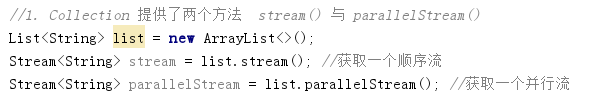 //1. Collection 提供了两个方法  stream() 与 parallelStream()
List<String> list = new ArrayList<>();
Stream<String> stream = list.stream(); //获取一个顺序流
Stream<String> parallelStream = list.parallelStream(); //获取一个并行流